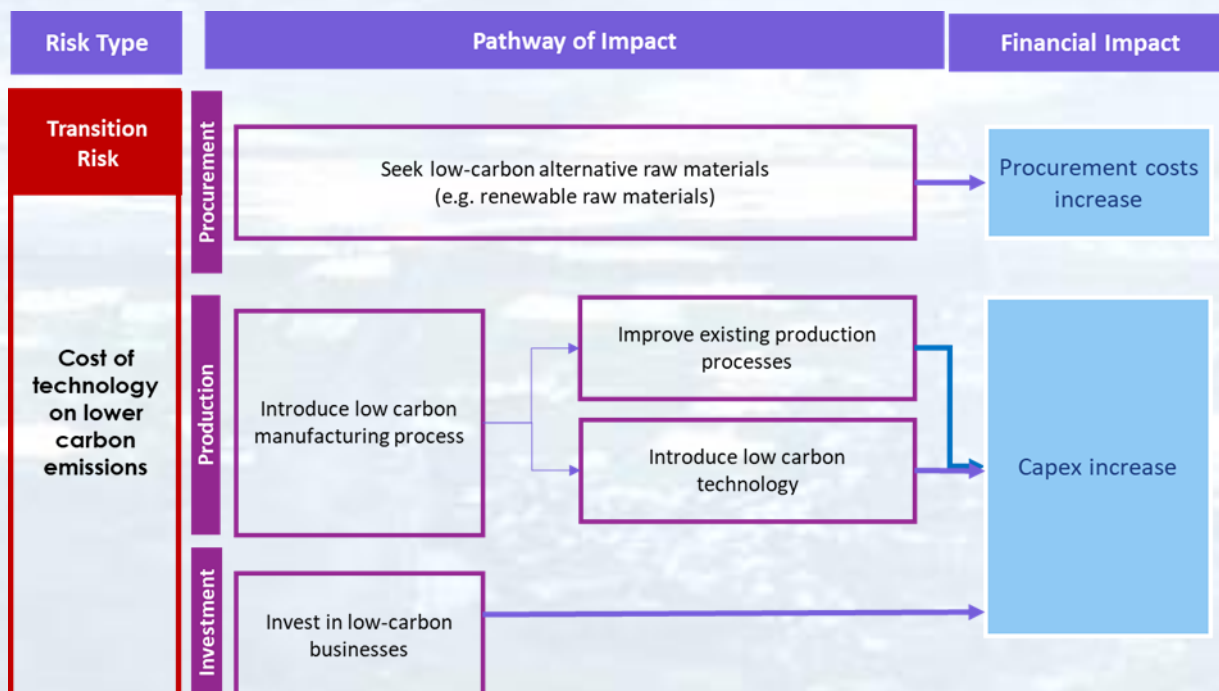 Risk Type
Pathway of Impact
Financial Impact
Transition
Risk
Cost of
technology
on lower
carbon
emissions
Procurement
Seek low-carbon alternative raw materials
(e.g. renewable raw materials)
Procurement costs
increase
Production
Introduce low carbon
manufacturing process
Improve existing production
processes
Introduce low carbon
technology
Capex increase
Investment
Invest in low-carbon
businesses